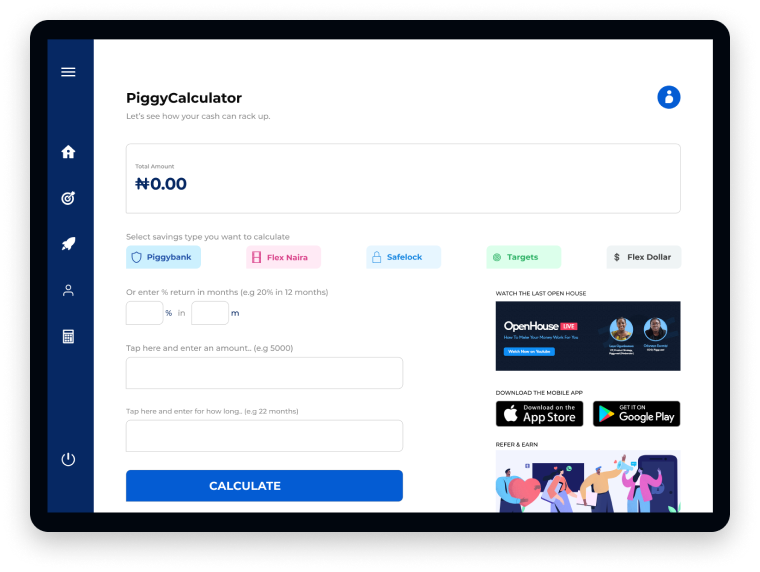 PiggyCalculator
Let's see how your cash can rack up.
Total Amount
₦0.00
Select savings type you want to calculate
Piggybank
Flex Naira
Safelock
Targets
$ Flex Dollar
Or enter % return in months (e.g 20% in 12 months)
% in m
Tap here and enter an amount.. (e.g 5000)
Tap here and enter for how long.. (e.g 22 months)
CALCULATE
WATCH THE LAST OPEN HOUSE
OpenHouse LIVE
How To Make Your Money Work For You
Watch Now on Youtube
DOWNLOAD THE MOBILE APP
Download on the
App Store
GET IT ON
Google Play
REFER & EARN